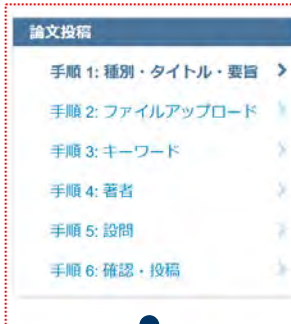 論文投稿
手順 1: 種別・タイトル・要旨
手順 2: ファイルアップロード
手順 3: キーワード
手順 4: 著者
手順 5: 設問
手順 6: 確認・投稿